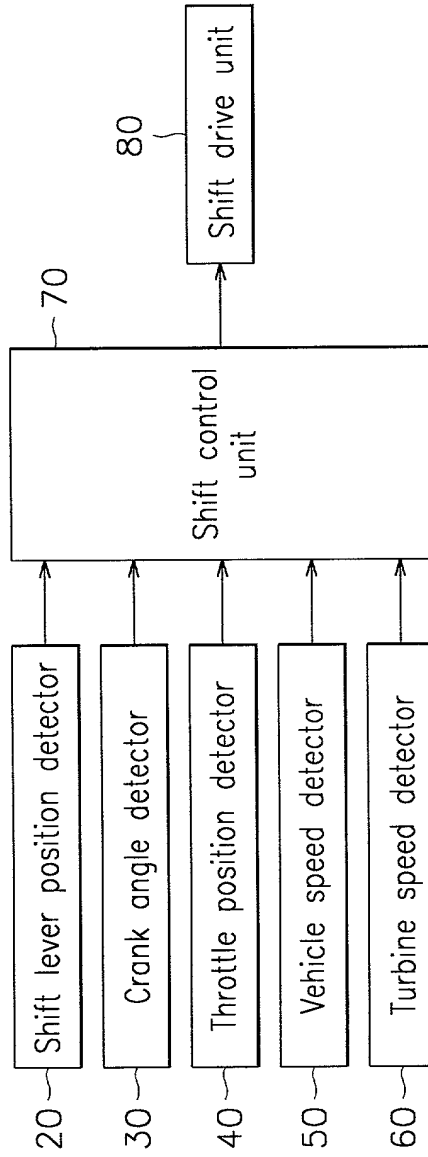 20 Shift lever position detector
30 Crank angle detector
40 Throttle position detector
50 Vehicle speed detector
60 Turbine speed detector
70
Shift control
unit
80
Shift drive unit